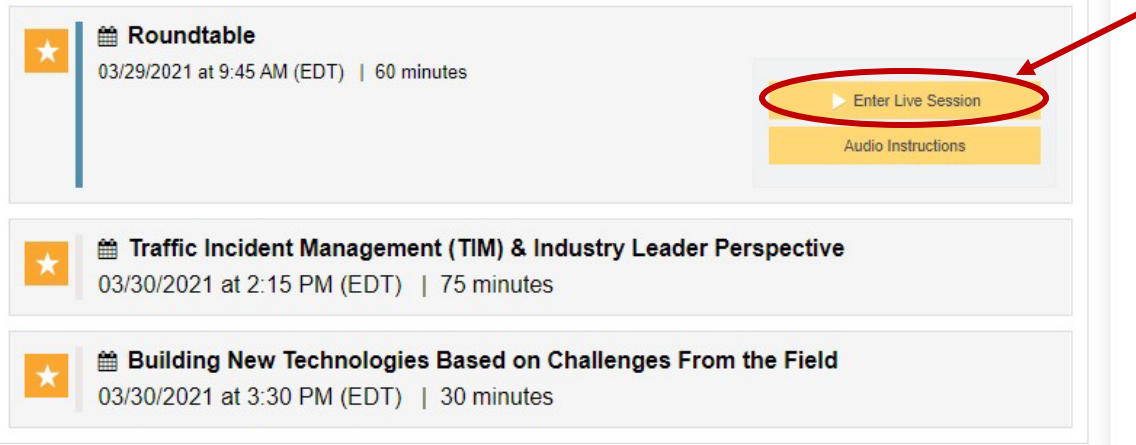 Roundtable
03/29/2021 at 9:45 AM (EDT) | 60 minutes
Enter Live Session
Audio Instructions
Traffic Incident Management (TIM) & Industry Leader Perspective
03/30/2021 at 2:15 PM (EDT) | 75 minutes
Building New Technologies Based on Challenges From the Field
03/30/2021 at 3:30 PM (EDT) | 30 minutes